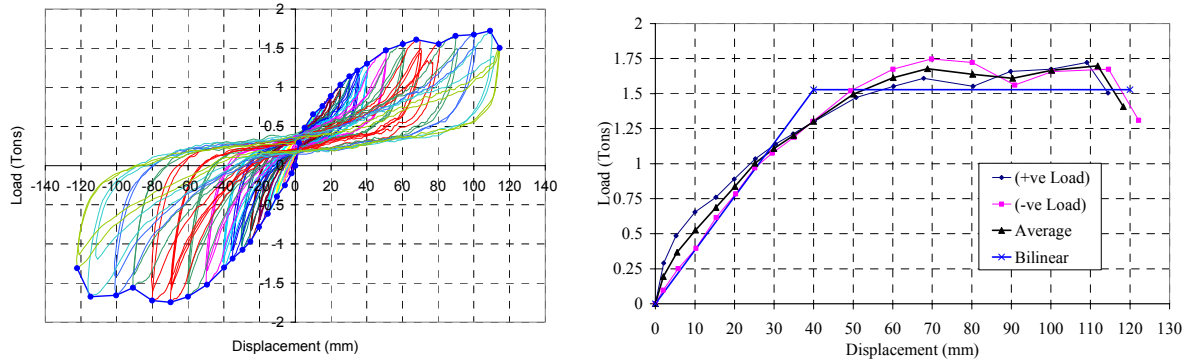 2
1.5
1
0.5
0
-0.5
-1
-1.5
-2
-140 -120 -100 -80 -60 -40 -20 0 20 40 60 80 100 120 140
Load (Tons)
Displacement (mm)
2
1.75
1.5
1.25
1
0.75
0.5
0.25
0
0 10 20 30 40 50 60 70 80 90 100 110 120 130
Load (Tons)
Displacement (mm)
(+ve Load)
(-ve Load)
Average
Bilinear